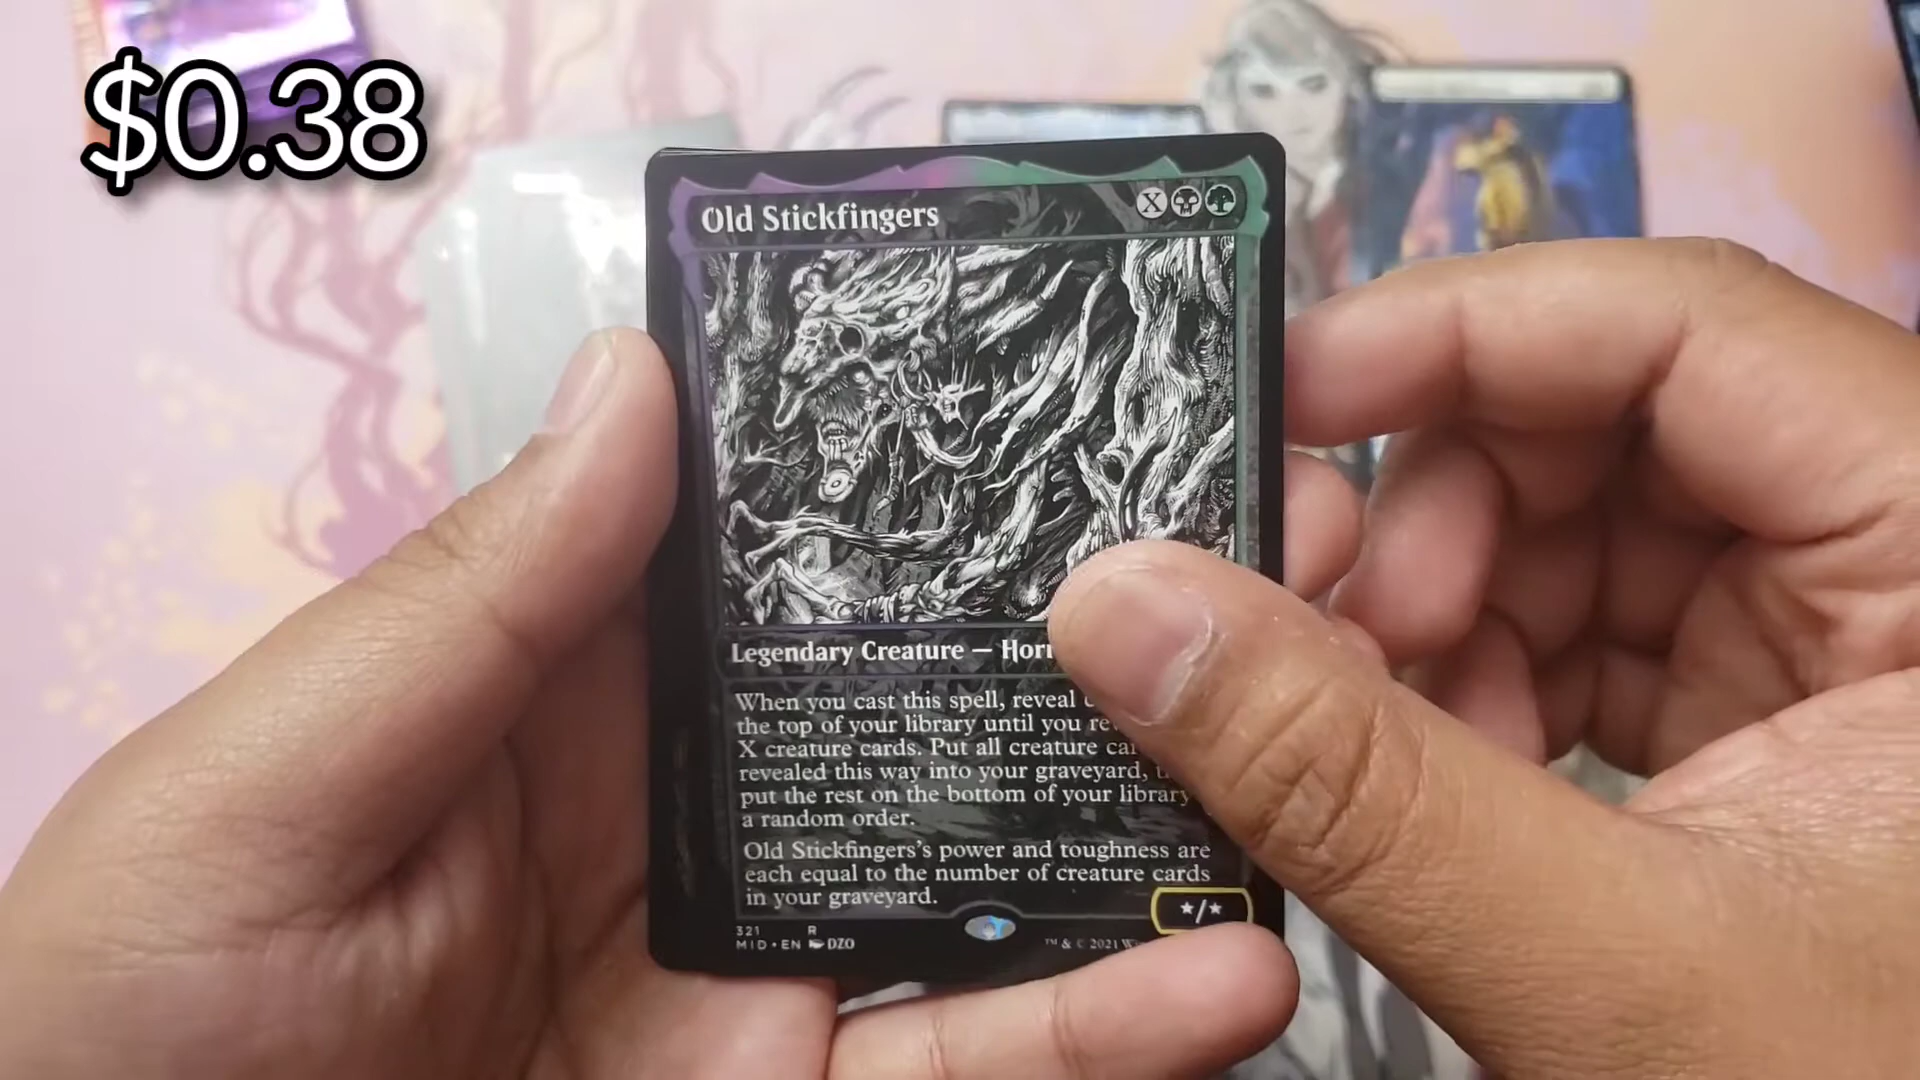 $0.38
Old Stickfingers X
Legendary Creature —
When you cast this spell, reveal
the top of your library until you
X creature cards. Put all creature
revealed this way into your graveyard,
put the rest on the bottom of your library
a random order.
Old Stickfingers's power and toughness are
each equal to the number of creature cards
in your graveyard.
★/★
321 R
MID • EN DZO
™ & © 2021